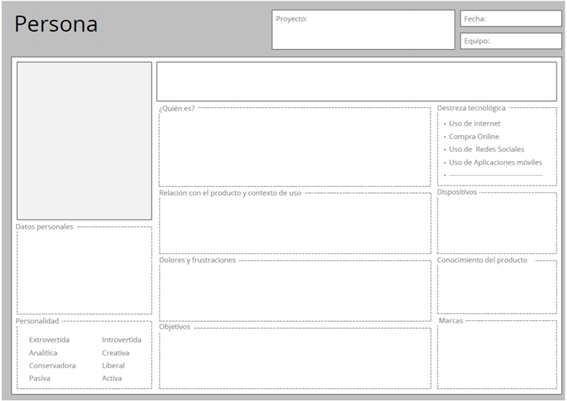 Persona
Proyecto:
Fecha:
Equipo:
¿Quién es?
Destreza tecnológica
• Uso de Internet
• Compra Online
• Uso de Redes Sociales
• Uso de Aplicaciones móviles
•
Relación con el producto y contexto de uso
Dispositivos
Datos personales
Dolores y frustraciones
Conocimiento del producto
Personalidad
Extrovertida Introvertida
Analítica Creativa
Conservadora Liberal
Pasiva Activa
Objetivos
Marcas